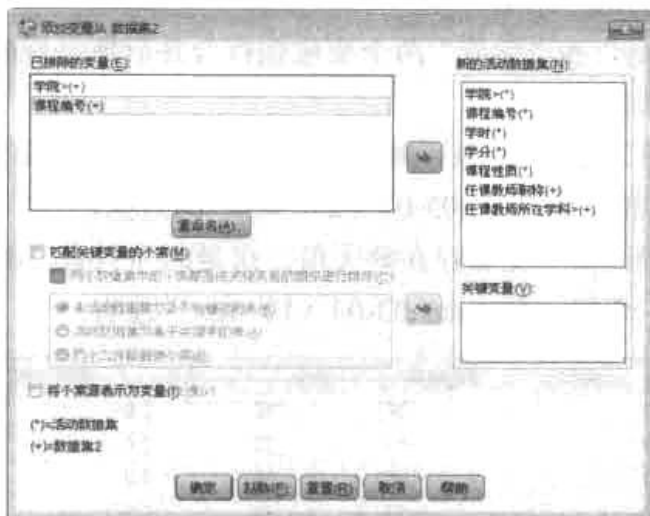 添加变量从 数据集2
已排除的变量(E):
学院>(+)
课程编号(+)
新的活动数据集(N):
学院>(*)
课程编号(*)
学时(*)
学分(*)
课程性质(*)
任课教师职称(+)
任课教师所在学科>(+)
重命名(A)...
匹配关键变量的个案(M)
关键变量(V):
将个案源表示为变量(I):
(*)=活动数据集
(+)=数据集2
确定 粘贴(P) 重置(R) 取消 帮助